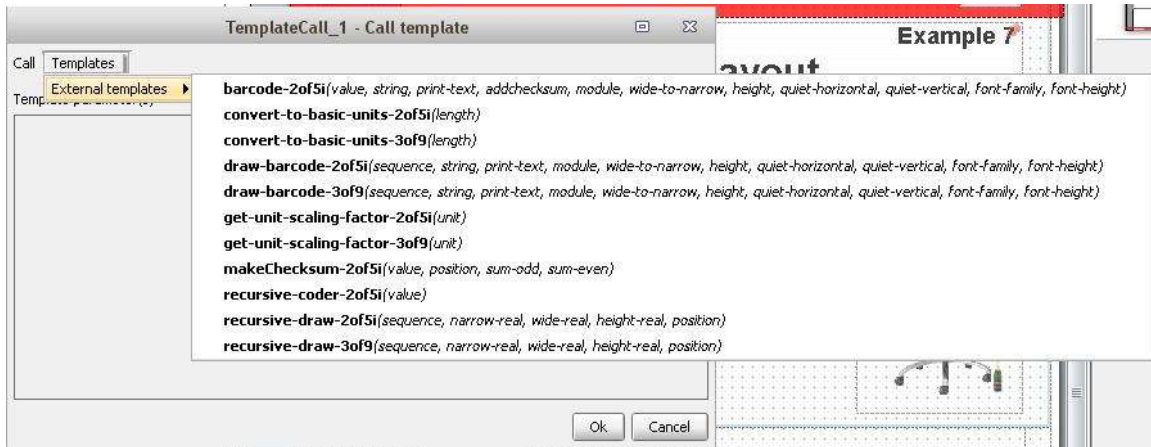 TemplateCall_1 - Call template
Example 7
Call Templates
External templates
barcode-2of5i(value, string, print-text, addchecksum, module, wide-to-narrow, height, quiet-horizontal, quiet-vertical, font-family, font-height)
convert-to-basic-units-2of5i(length)
convert-to-basic-units-3of9(length)
draw-barcode-2of5i(sequence, string, print-text, module, wide-to-narrow, height, quiet-horizontal, quiet-vertical, font-family, font-height)
draw-barcode-3of9(sequence, string, print-text, module, wide-to-narrow, height, quiet-horizontal, quiet-vertical, font-family, font-height)
get-unit-scaling-factor-2of5i(unit)
get-unit-scaling-factor-3of9(unit)
makeChecksum-2of5i(value, position, sum-odd, sum-even)
recursive-coder-2of5i(value)
recursive-draw-2of5i(sequence, narrow-real, wide-real, height-real, position)
recursive-draw-3of9(sequence, narrow-real, wide-real, height-real, position)
Ok Cancel